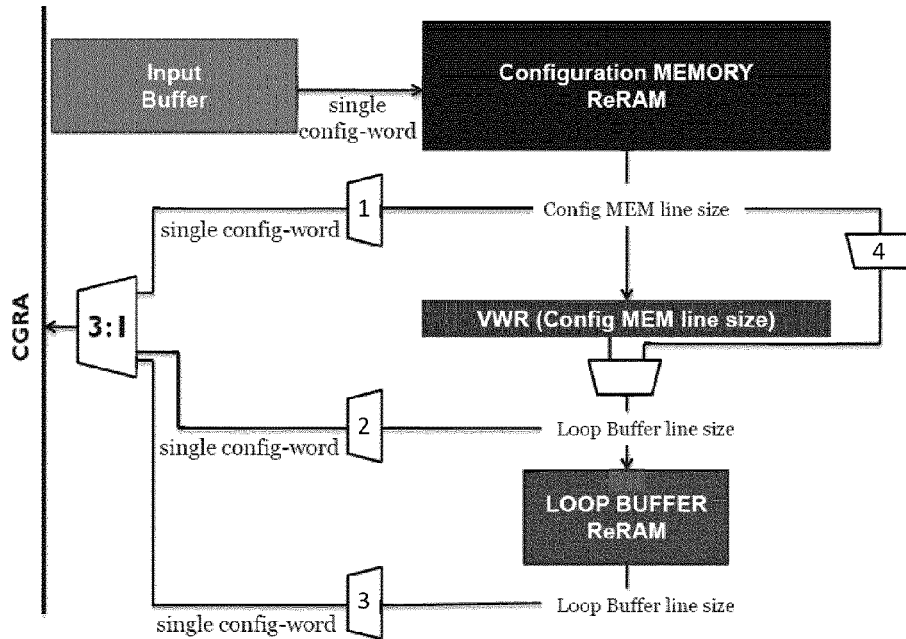 Input
Buffer
Configuration MEMORY
ReRAM
single
config-word
1
single config-word
Config MEM line size
4
CGRA
3:1
VWR (Config MEM line size)
2
single config-word
Loop Buffer line size
LOOP BUFFER
ReRAM
3
single config-word
Loop Buffer line size